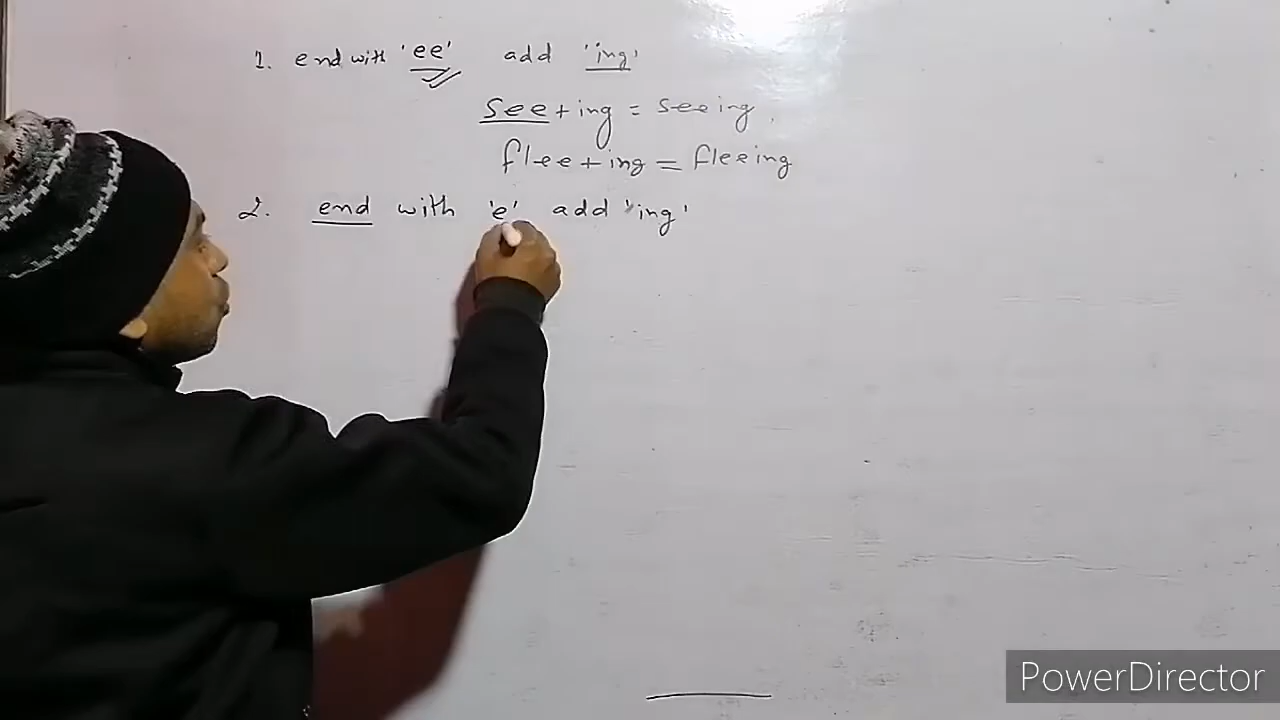 1. end with 'ee' add 'ing'
see+ing = seeing
flee+ing = fleeing
2. end with 'e' add 'ing'
PowerDirector